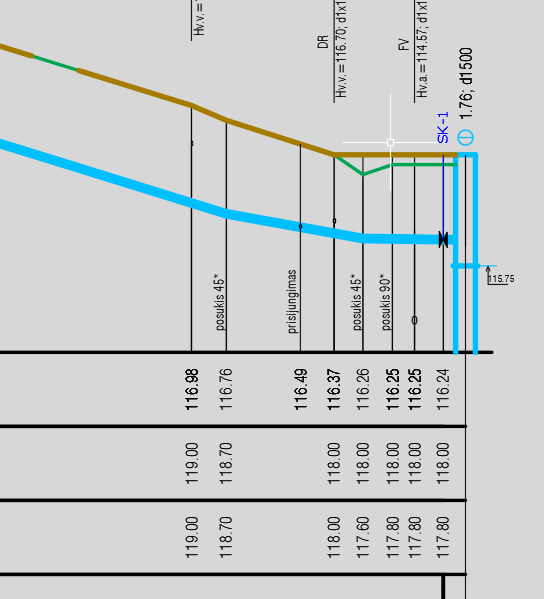 Hv.v. =
DR
Hv.v. = 116.70; d1x1
FV
Hv.a. = 114.57; d1x1
SK-1
1.76; d1500
115.75
posukis 45°
prisijungimas
posukis 45°
posukis 90°
116.98
116.76
116.49
116.37
116.26
116.25
116.25
116.24
119.00
118.70
118.00
118.00
118.00
118.00
118.00
119.00
118.70
118.00
117.60
117.80
117.80
117.80